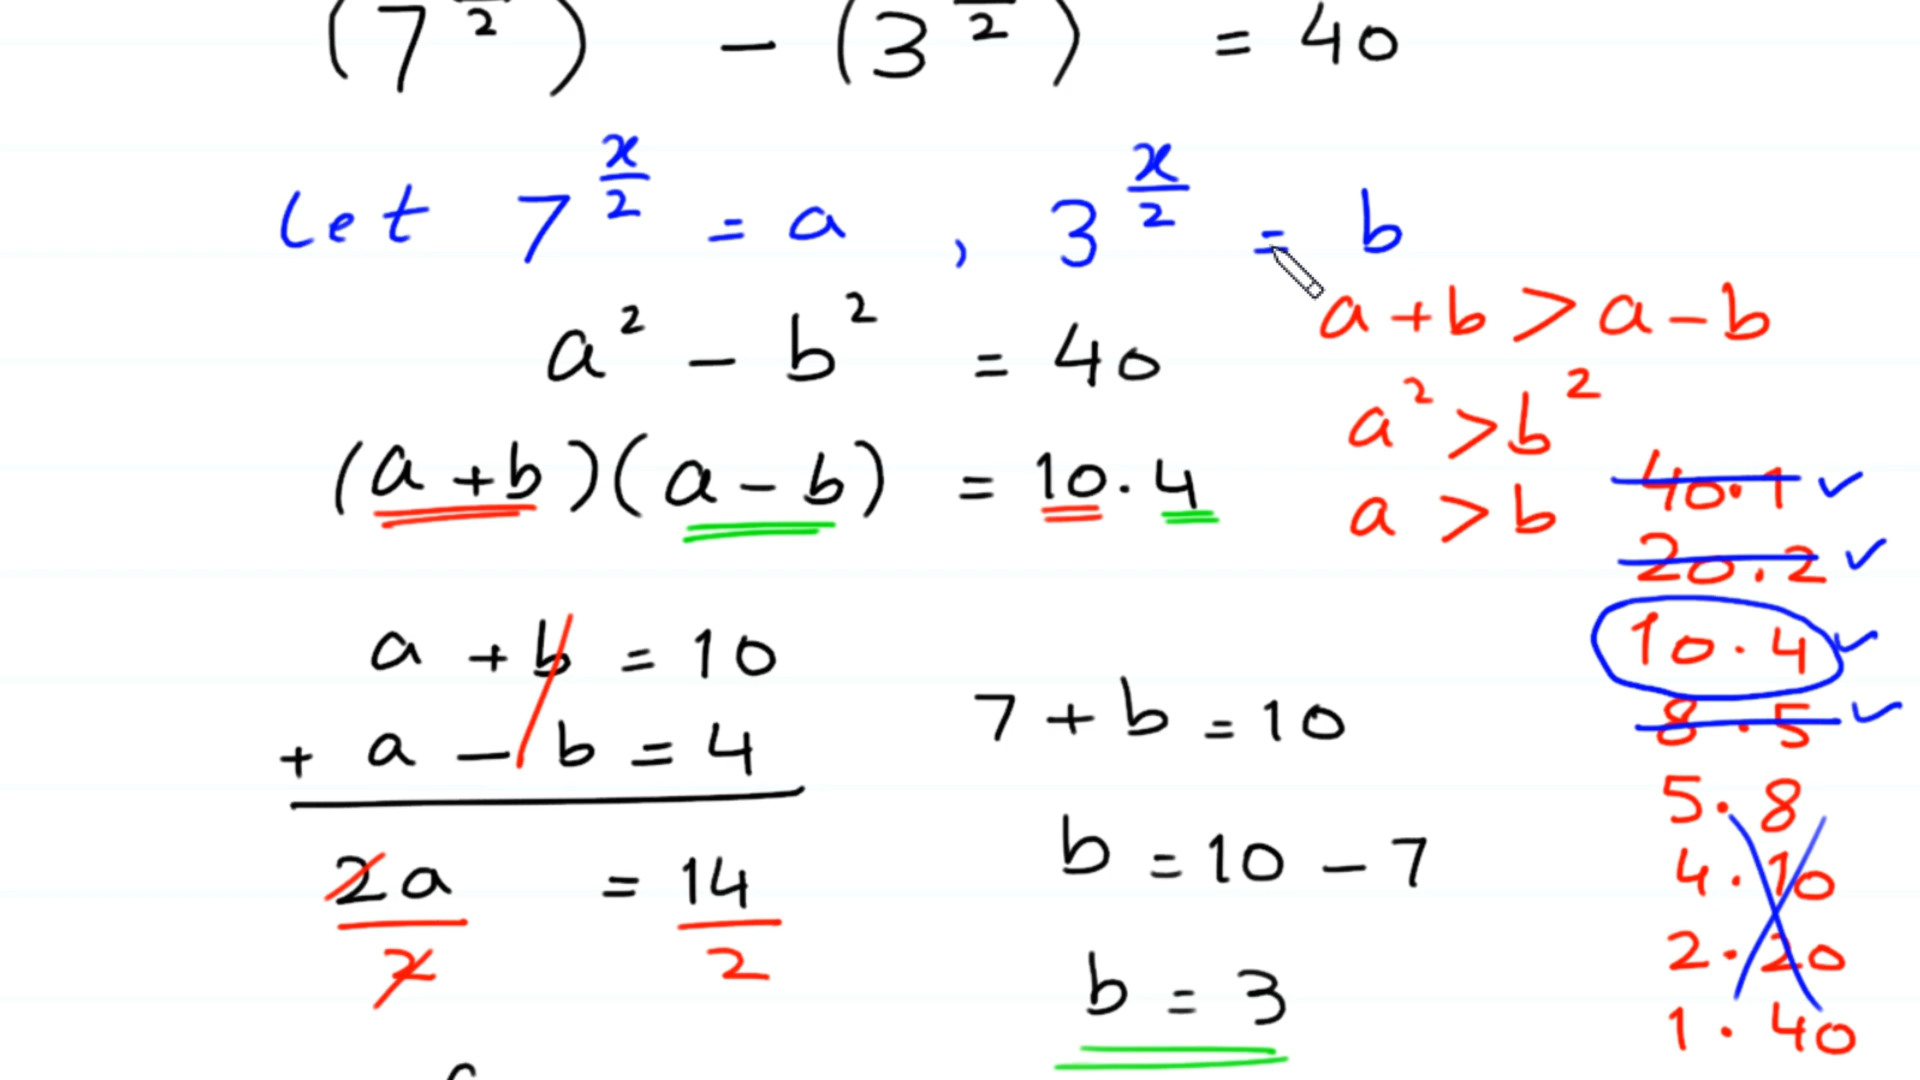 (7^{x/2}) - (3^{x/2}) = 40
Let 7^{x/2} = a , 3^{x/2} = b
a² - b² = 40
(a + b)(a - b) = 10 · 4
a + b = 10
+ a - b = 4
2a = 14
2 2
a + b > a - b
a² > b²
a > b
40 · 1 ✓
20 · 2 ✓
10 · 4 ✓
8 · 5 ✓
5 · 8
4 · 10
2 · 20
1 · 40
7 + b = 10
b = 10 - 7
b = 3